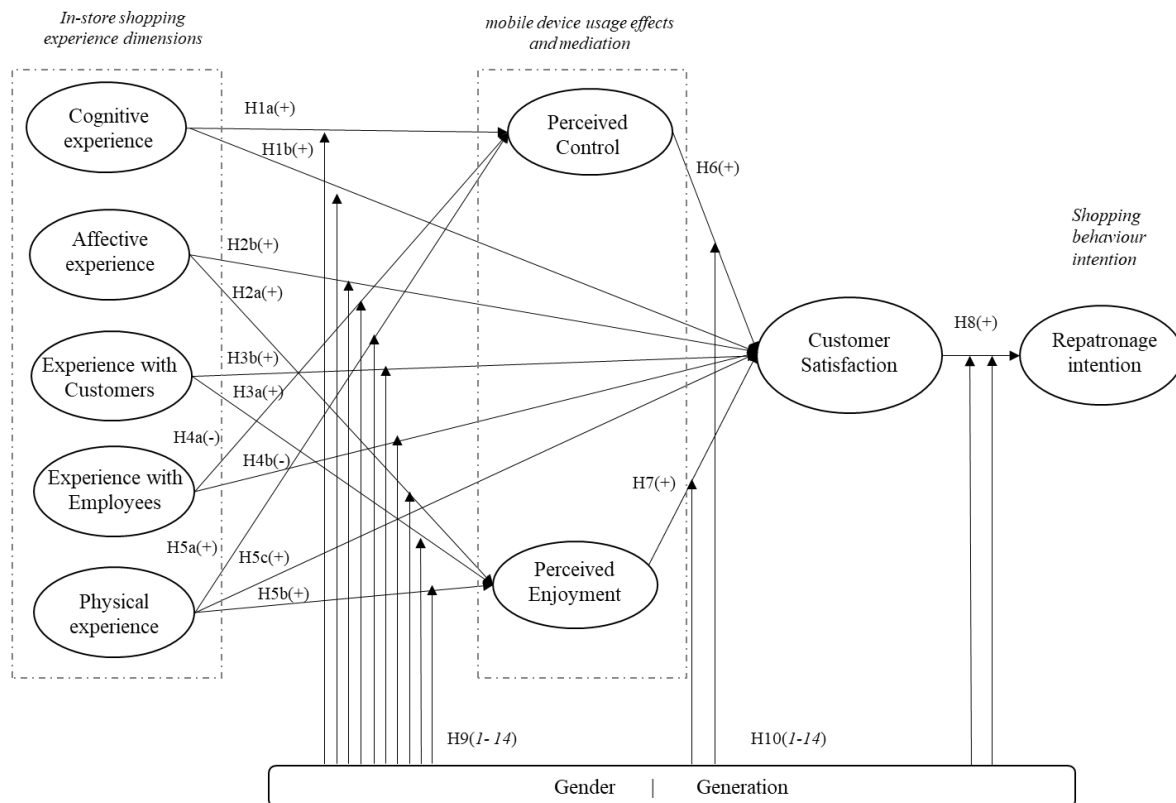 In-store shopping
experience dimensions
mobile device usage effects
and mediation
Cognitive
experience
H1a(+)
H1b(+)
Perceived
Control
H6(+)
Affective
experience
H2b(+)
H2a(+)
Shopping
behaviour
intention
Experience with
Customers
H3b(+)
H3a(+)
Customer
Satisfaction
H8(+)
Repatronage
intention
H4a(-)
Experience with
Employees
H4b(-)
H7(+)
H5a(+)
H5c(+)
H5b(+)
Physical
experience
Perceived
Enjoyment
H9(1- 14)
H10(1-14)
Gender | Generation